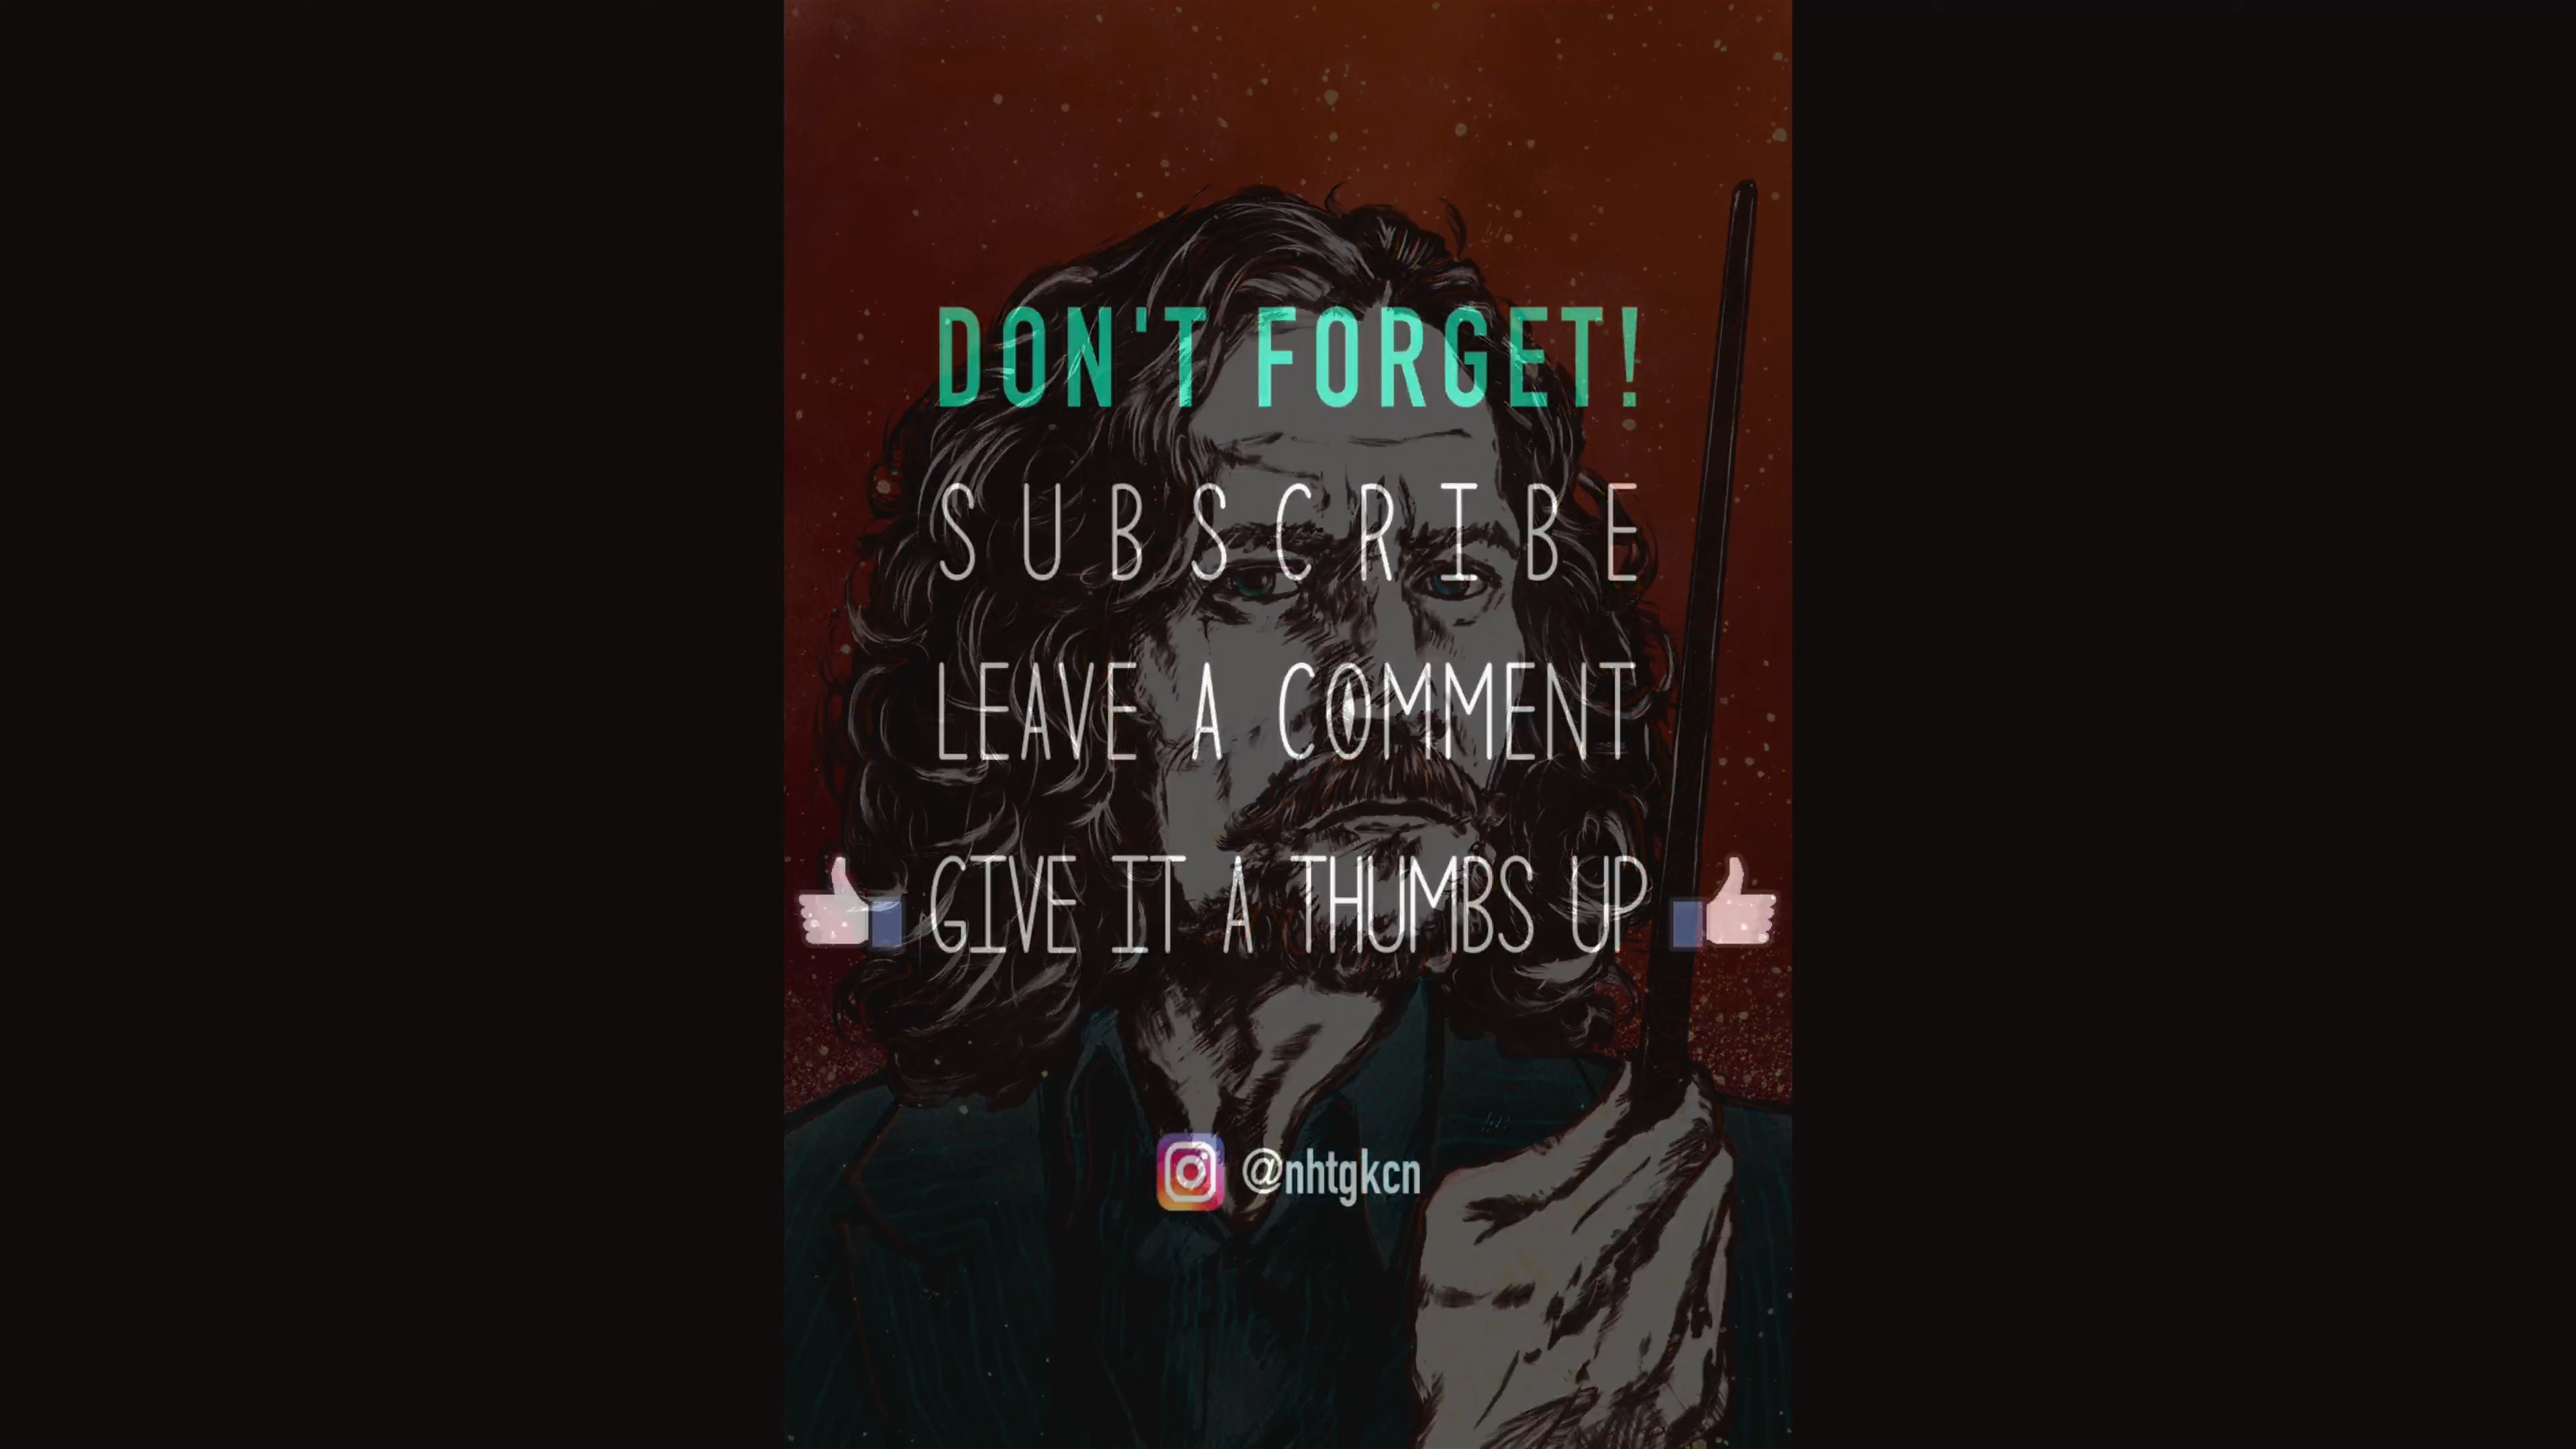 DON'T FORGET!
SUBSCRIBE
LEAVE A COMMENT
GIVE IT A THUMBS UP
@nhtgkcn